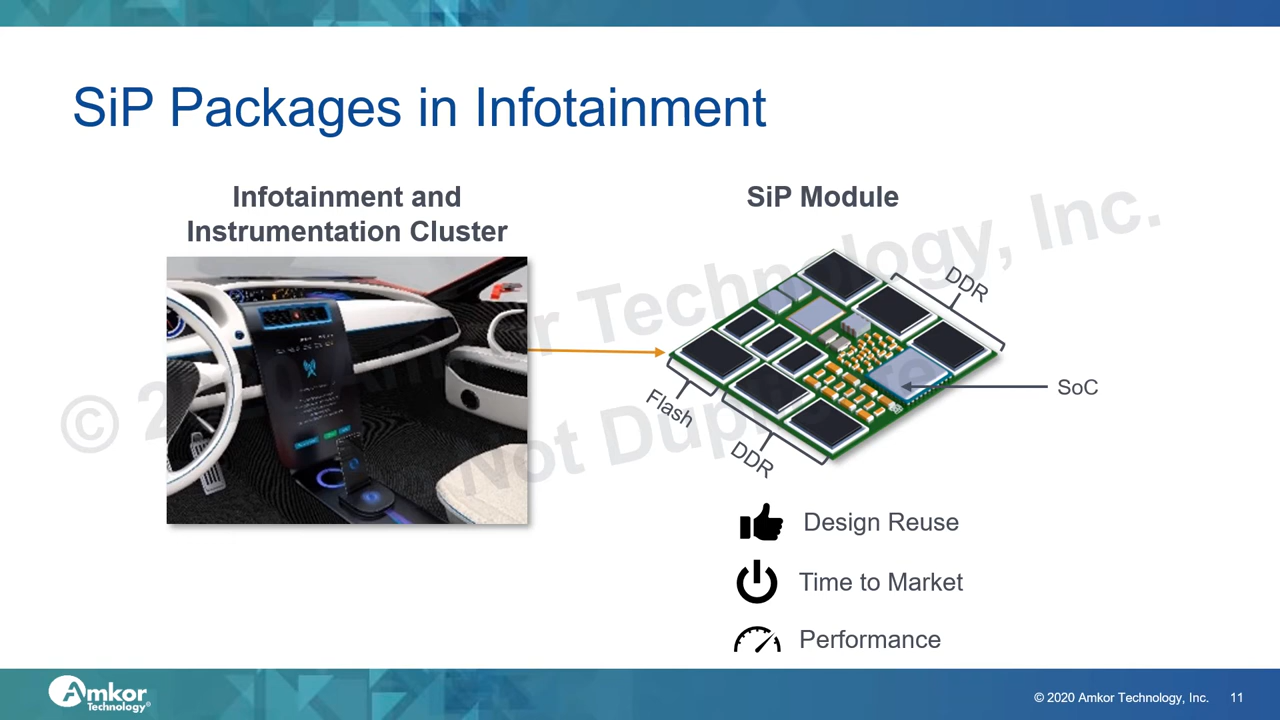 SiP Packages in Infotainment
Infotainment and
Instrumentation Cluster
SiP Module
DDR
SoC
Flash
DDR
Design Reuse
Time to Market
Performance
Amkor
Technology®
© 2020 Amkor Technology, Inc.
11